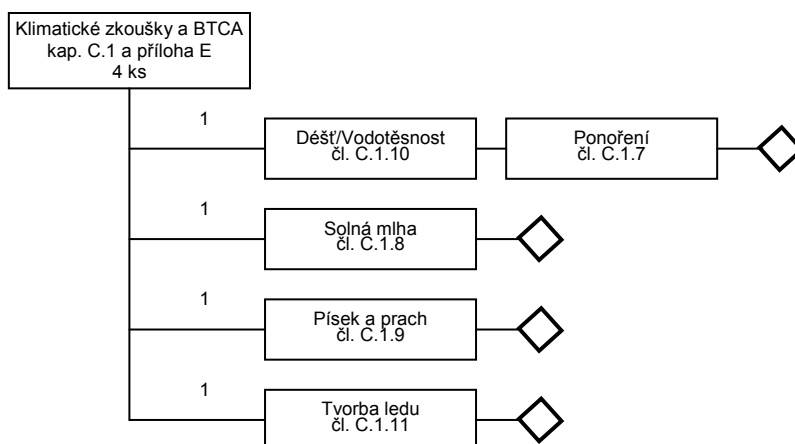 Klimatické zkoušky a BTCA
kap. C.1 a příloha E
4 ks
1
Déšť/Vodotěsnost
čl. C.1.10
Ponoření
čl. C.1.7
1
Solná mlha
čl. C.1.8
1
Písek a prach
čl. C.1.9
1
Tvorba ledu
čl. C.1.11